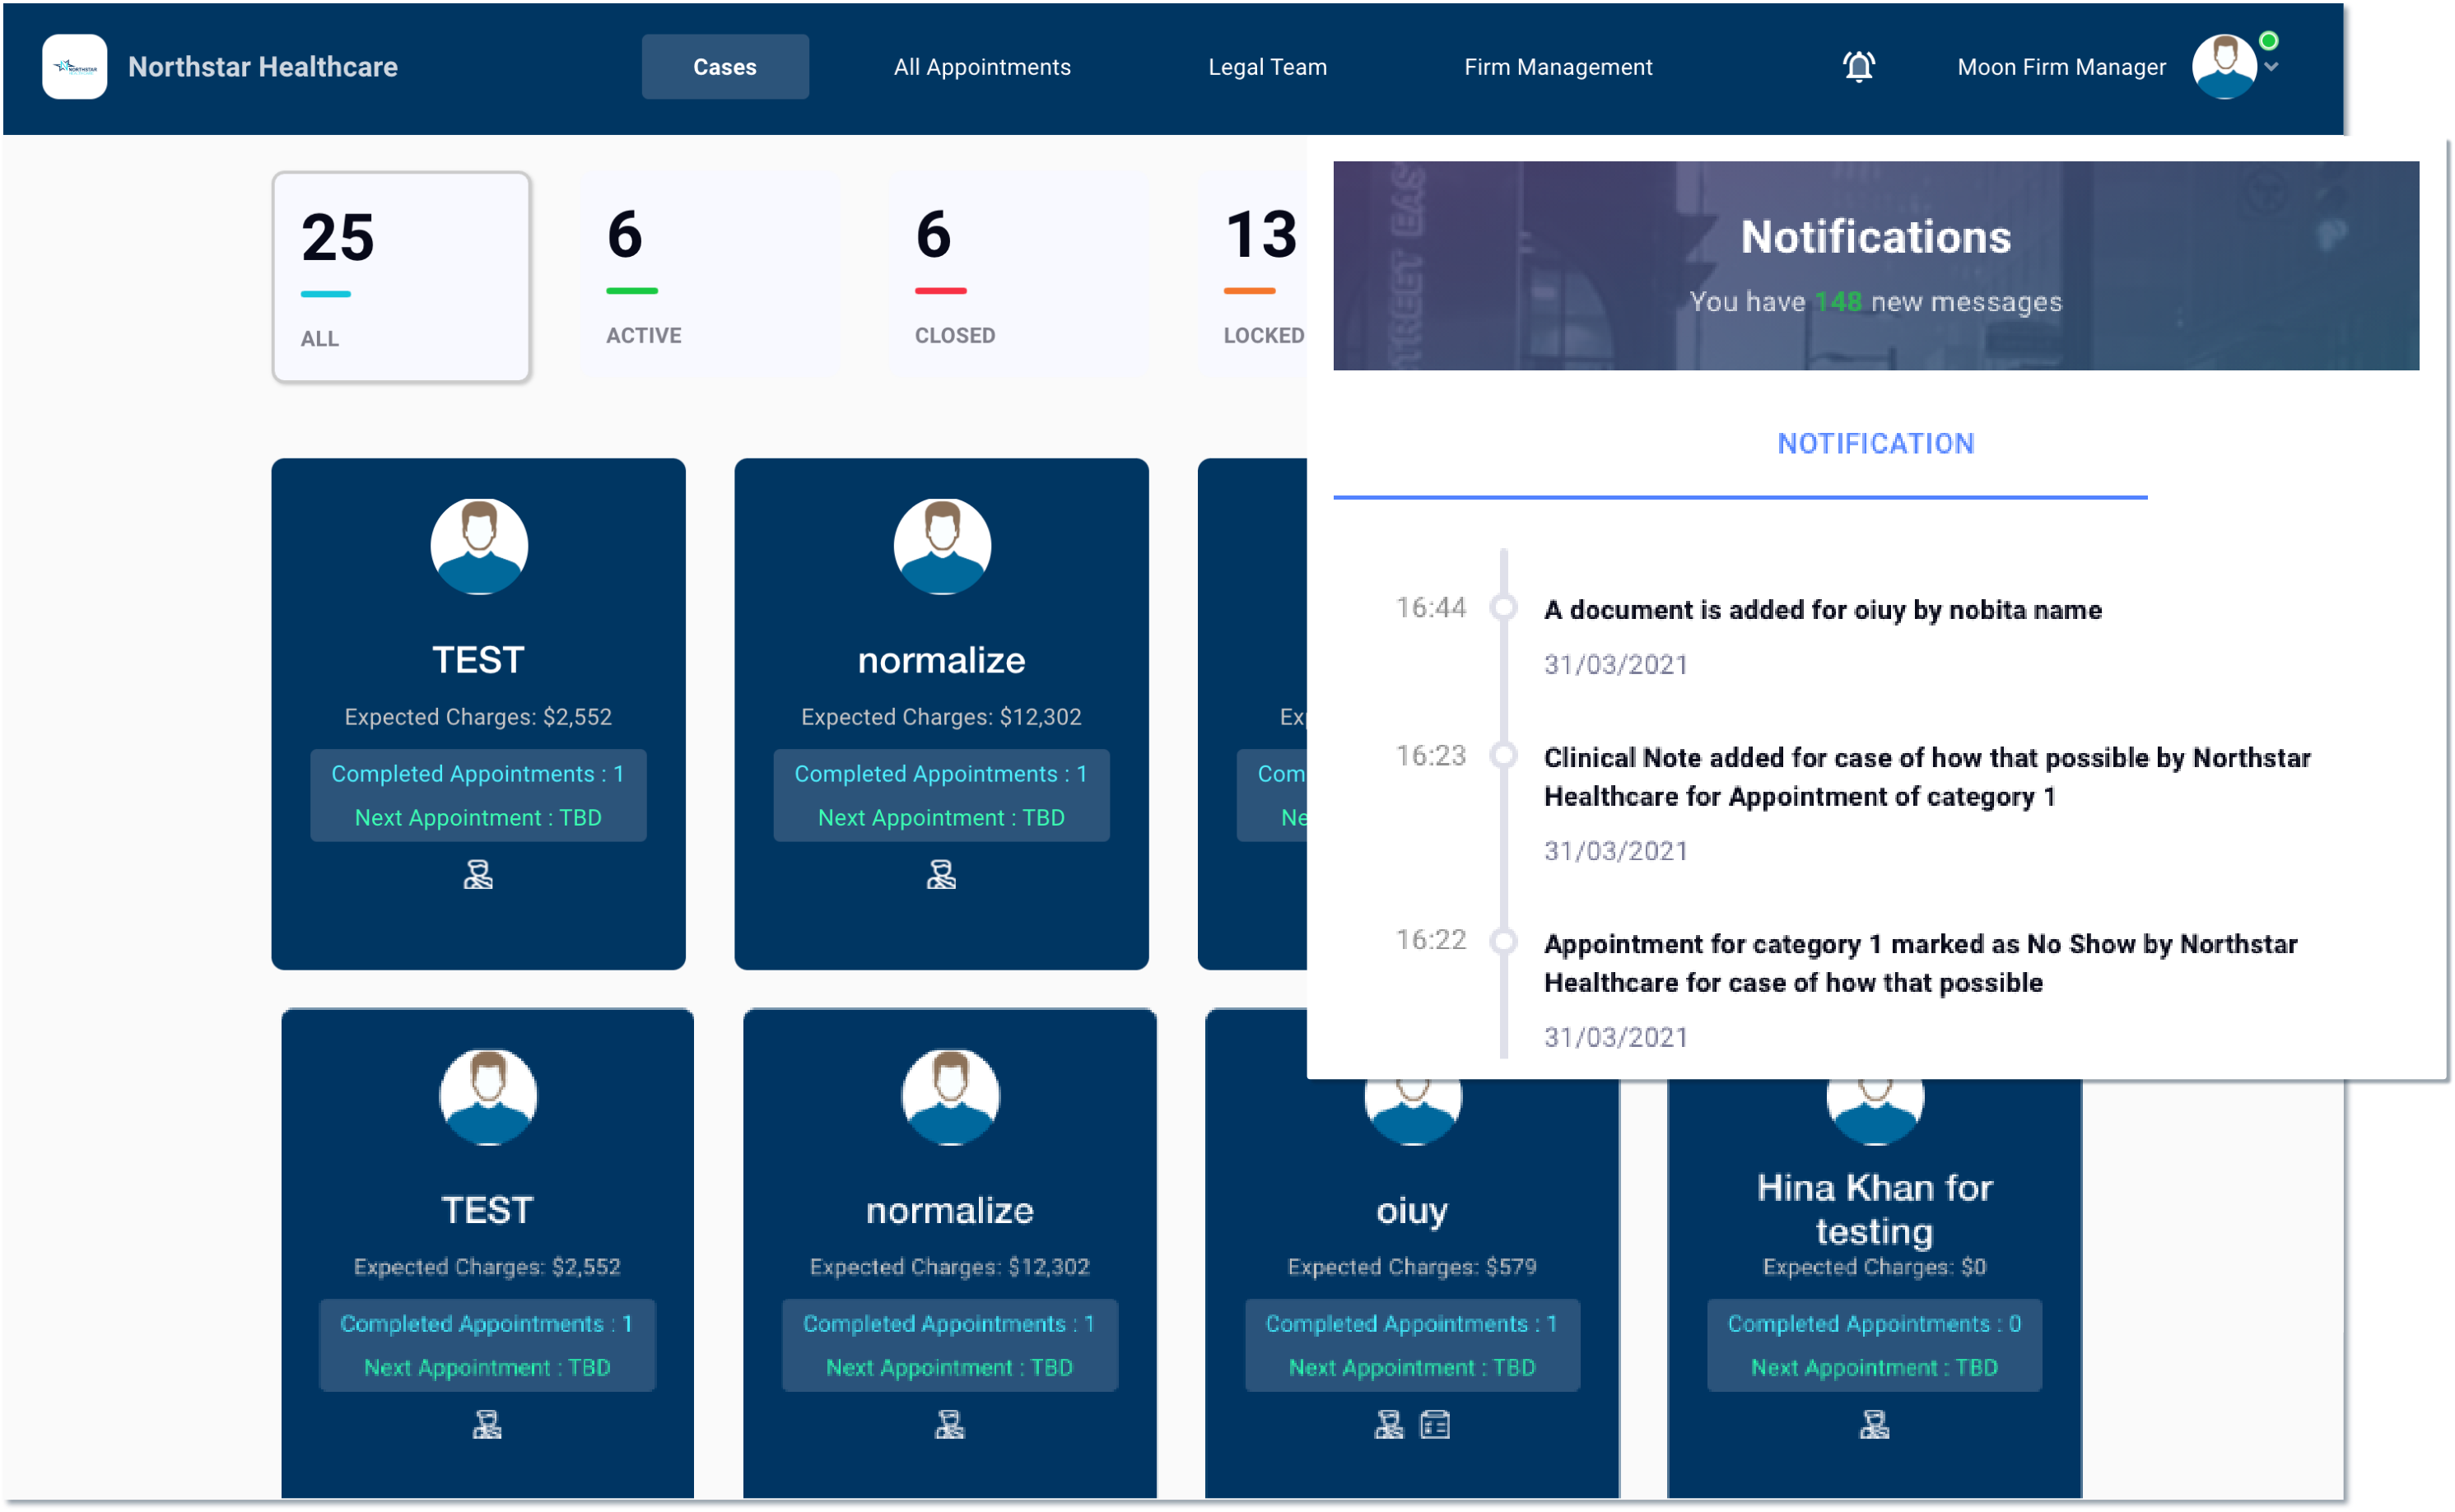 NORTHSTAR
Northstar Healthcare
Cases
All Appointments
Legal Team
Firm Management
Moon Firm Manager
25
ALL
6
ACTIVE
6
CLOSED
13
LOCKED
STREET EAS
Notifications
You have 148 new messages
NOTIFICATION
16:44
A document is added for oiuy by nobita name
31/03/2021
16:23
Clinical Note added for case of how that possible by Northstar
Healthcare for Appointment of category 1
31/03/2021
16:22
Appointment for category 1 marked as No Show by Northstar
Healthcare for case of how that possible
31/03/2021
TEST
Expected Charges: $2,552
Completed Appointments : 1
Next Appointment : TBD
normalize
Expected Charges: $12,302
Completed Appointments : 1
Next Appointment : TBD
Ex
Com
Ne
TEST
Expected Charges: $2,552
Completed Appointments : 1
Next Appointment : TBD
normalize
Expected Charges: $12,302
Completed Appointments : 1
Next Appointment : TBD
oiuy
Expected Charges: $579
Completed Appointments : 1
Next Appointment : TBD
Hina Khan for
testing
Expected Charges: $0
Completed Appointments : 0
Next Appointment : TBD